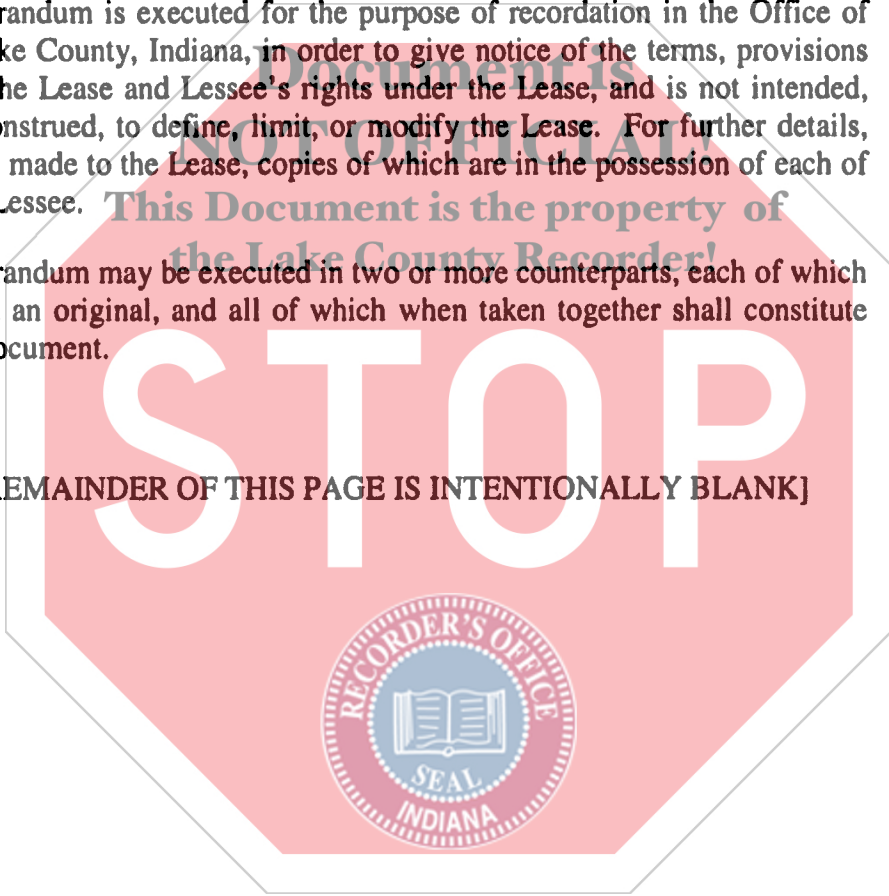 randum is executed for the purpose of recordation in the Office of
ke County, Indiana, in order to give notice of the terms, provisions
Document is
he Lease and Lessee's rights under the Lease, and is not intended,
onstrued, to define, limit, or modify the Lease. For further details,
NOT OFFICIAL!
made to the Lease, copies of which are in the possession of each of
Lessee.
This Document is the property of
the Lake County Recorder!
randum may be executed in two or more counterparts, each of which
an original, and all of which when taken together shall constitute
ocument.
STOP
REMAINDER OF THIS PAGE IS INTENTIONALLY BLANK]
RECORDER'S OFFICE
SEAL
INDIANA